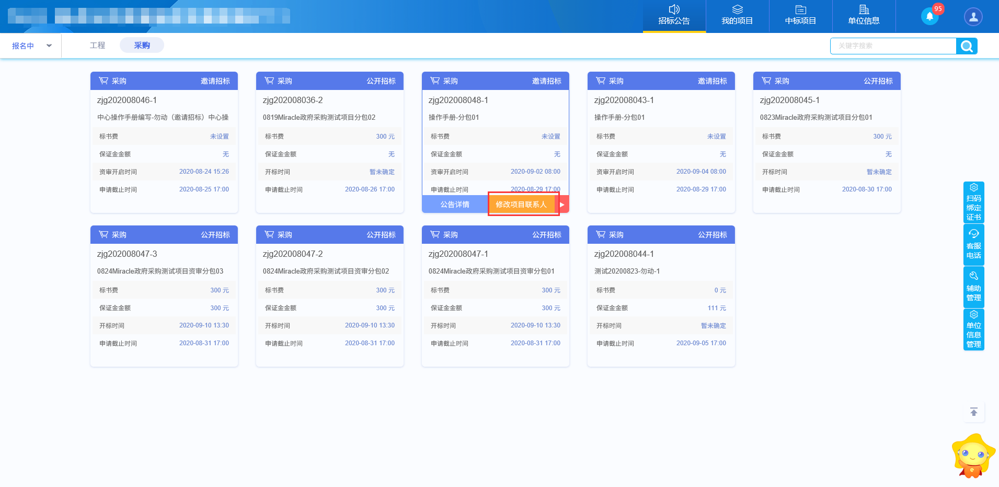 招标公告
我的项目
中标项目
单位信息
95
报名中
工程
采购
关键字搜索
采购 邀请招标
zjg202008046-1
中心操作手册编写-勿动（邀请招标）中心操
标书费 未设置
保证金金额 无
资审开启时间 2020-08-24 15:26
申请截止时间 2020-08-25 17:00
采购 公开招标
zjg202008036-2
0819Miracle政府采购测试项目分包02
标书费 300 元
保证金金额 无
开标时间 暂未确定
申请截止时间 2020-08-26 17:00
采购 邀请招标
zjg202008048-1
操作手册-分包01
标书费 未设置
保证金金额 无
资审开启时间 2020-09-02 08:00
申请截止时间 2020-08-29 17:00
公告详情 修改项目联系人
采购 邀请招标
zjg202008043-1
操作手册-分包01
标书费 未设置
保证金金额 无
资审开启时间 2020-09-04 08:00
申请截止时间 2020-08-29 17:00
采购 公开招标
zjg202008045-1
0823Miracle政府采购测试项目分包01
标书费 300 元
保证金金额 无
开标时间 暂未确定
申请截止时间 2020-08-30 17:00
采购 公开招标
zjg202008047-3
0824Miracle政府采购测试项目资审分包03
标书费 300 元
保证金金额 300 元
开标时间 2020-09-10 13:30
申请截止时间 2020-08-31 17:00
采购 公开招标
zjg202008047-2
0824Miracle政府采购测试项目资审分包02
标书费 300 元
保证金金额 300 元
开标时间 2020-09-10 13:30
申请截止时间 2020-08-31 17:00
采购 公开招标
zjg202008047-1
0824Miracle政府采购测试项目资审分包01
标书费 300 元
保证金金额 300 元
开标时间 2020-09-10 13:30
申请截止时间 2020-08-31 17:00
采购 公开招标
zjg202008044-1
测试20200823-勿动-1
标书费 0 元
保证金金额 111 元
开标时间 暂未确定
申请截止时间 2020-09-05 17:00
扫码
绑定
证书
客服
电话
辅助
管理
单位
信息
管理